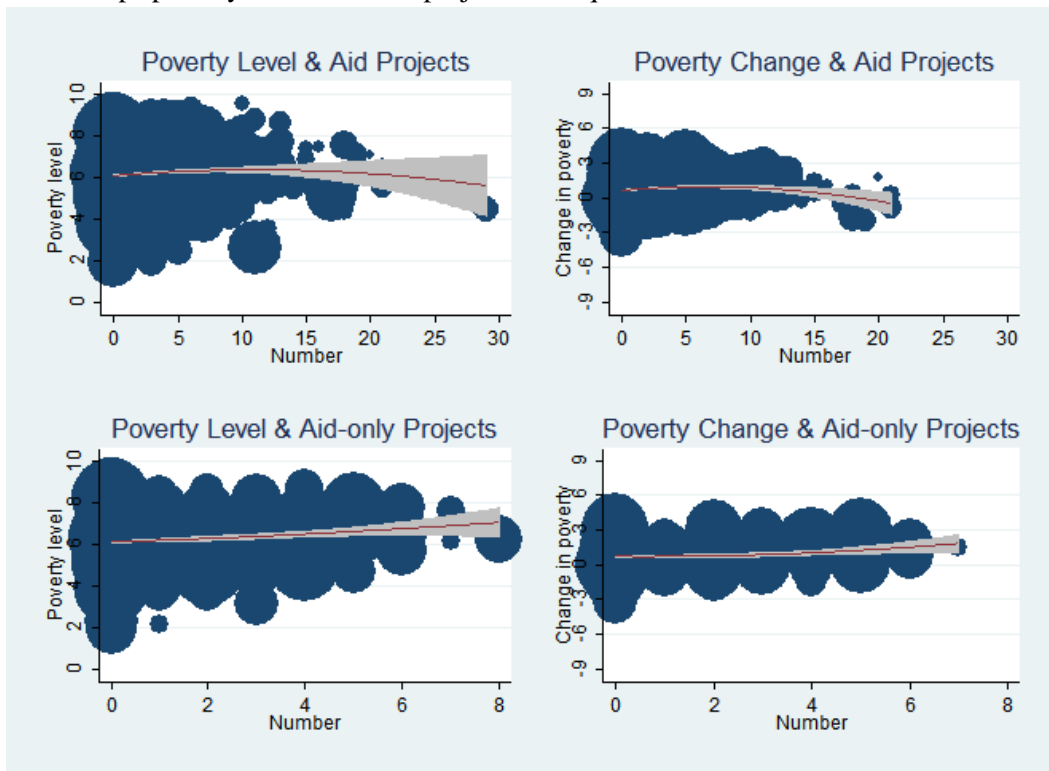 Poverty Level & Aid Projects
Poverty level
0 2 4 6 8 10
0 5 10 15 20 25 30
Number
Poverty Change & Aid Projects
Change in poverty
-9 -6 -3 0 3 6 9
0 5 10 15 20 25 30
Number
Poverty Level & Aid-only Projects
Poverty level
0 2 4 6 8 10
0 2 4 6 8
Number
Poverty Change & Aid-only Projects
Change in poverty
-9 -6 -3 0 3 6 9
0 2 4 6 8
Number